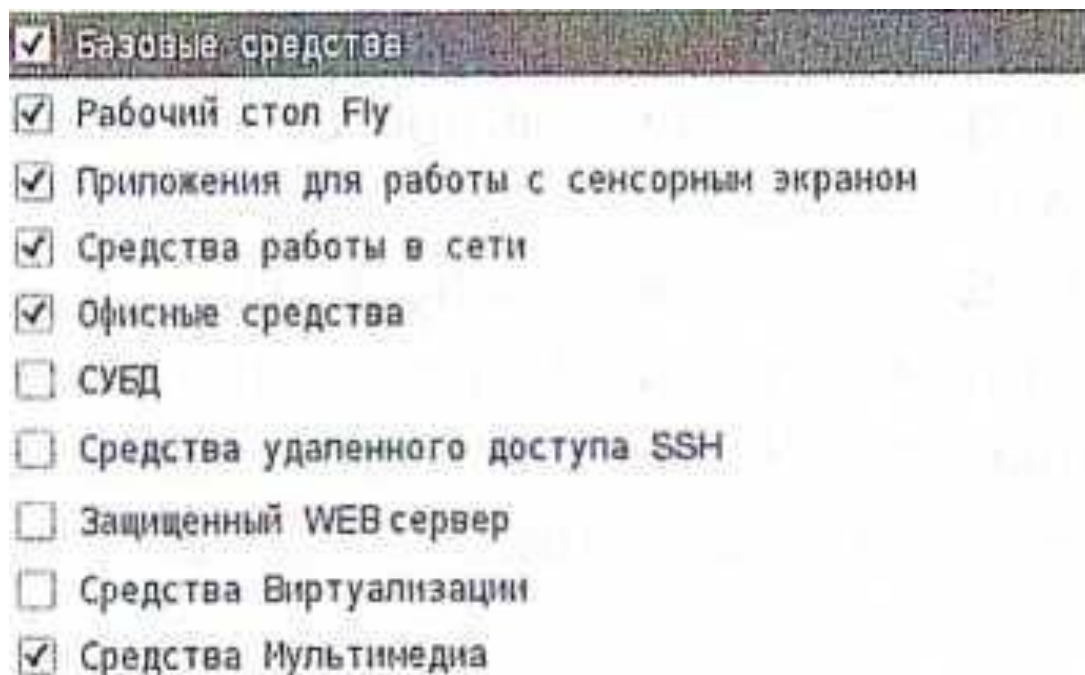 Базовые средства
Рабочий стол Fly
Приложения для работы с сенсорным экраном
Средства работы в сети
Офисные средства
СУБД
Средства удаленного доступа SSH
Защищенный WEB сервер
Средства Виртуализации
Средства Мультимедиа